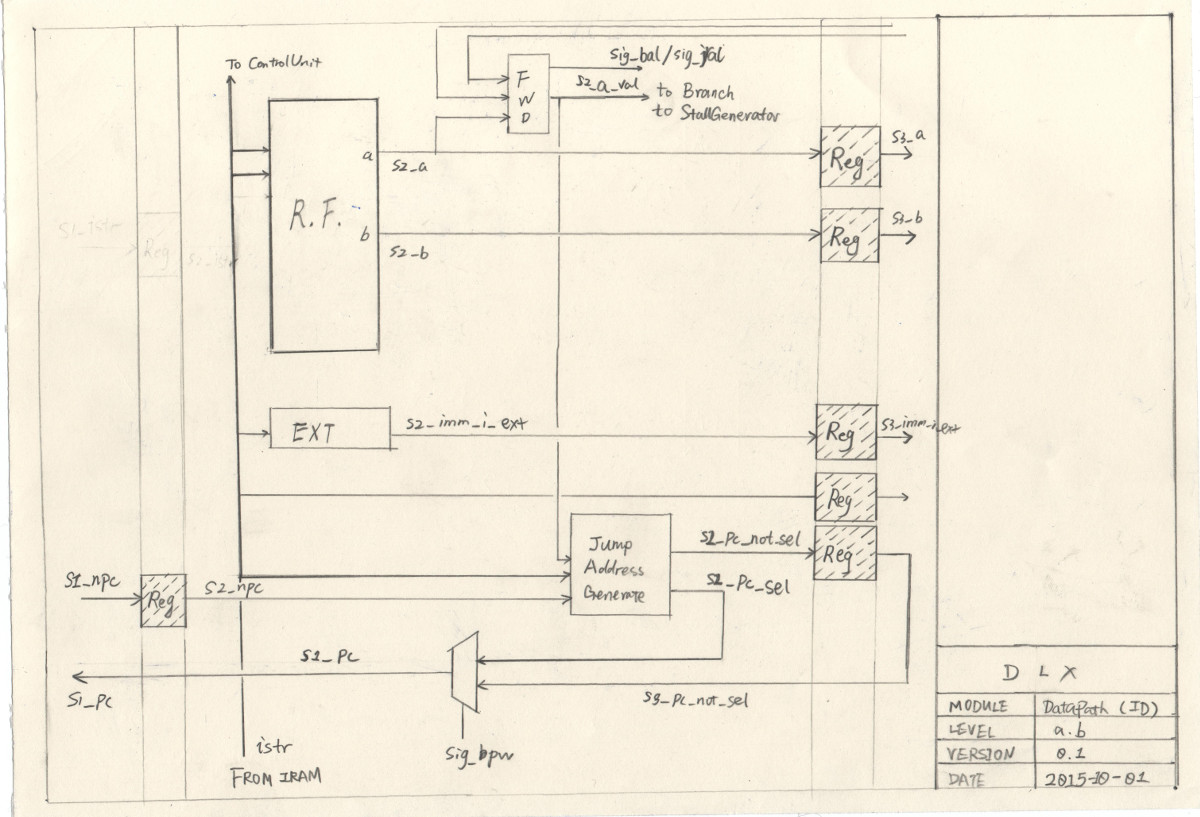 To ControlUnit
sig_bal/sig_jral
F
W
D
s2_a_val
to Branch
to StallGenerator
a
s2_a
Reg
s3_a
R.F.
b
s2_b
Reg
s3_b
s1_istr
Reg
EXT
s2_imm_i_ext
Reg
s3_imm_i_ext
Reg
Jump
Address
Generate
s2_pc_not_sel
Reg
s2_pc_sel
s1_npc
Reg
s2_npc
s1_pc
s1_pc
s3_pc_not_sel
sig_bpw
istr
FROM IRAM
DLX
MODULE DataPath (ID)
LEVEL a.b
VERSION 0.1
DATE 2015-10-01